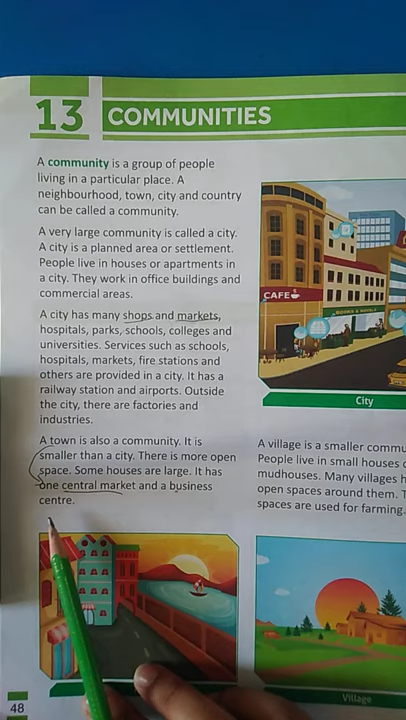 13 COMMUNITIES
A community is a group of people
living in a particular place. A
neighbourhood, town, city and country
can be called a community.
A very large community is called a city.
A city is a planned area or settlement.
People live in houses or apartments in
a city. They work in office buildings and
commercial areas.
A city has many shops and markets,
hospitals, parks, schools, colleges and
universities. Services such as schools,
hospitals, markets, fire stations and
others are provided in a city. It has a
railway station and airports. Outside
the city, there are factories and
industries.
A town is also a community. It is
smaller than a city. There is more open
space. Some houses are large. It has
one central market and a business
centre.
CAFE
BOOKS &
City
A village is a smaller
People live in small houses
mudhouses. Many villages
open spaces around them.
spaces are used for farming.
Village
48